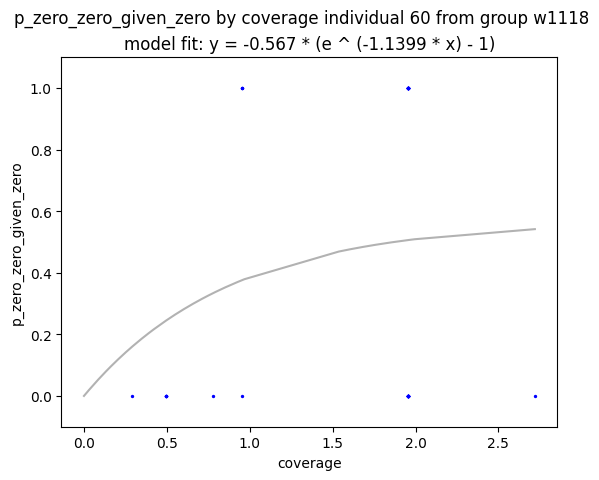 p_zero_zero_given_zero by coverage individual 60 from group w1118
model fit: y = -0.567 * (e ^ (-1.1399 * x) - 1)
1.0
0.8
0.6
0.4
0.2
0.0
p_zero_zero_given_zero
0.0 0.5 1.0 1.5 2.0 2.5
coverage